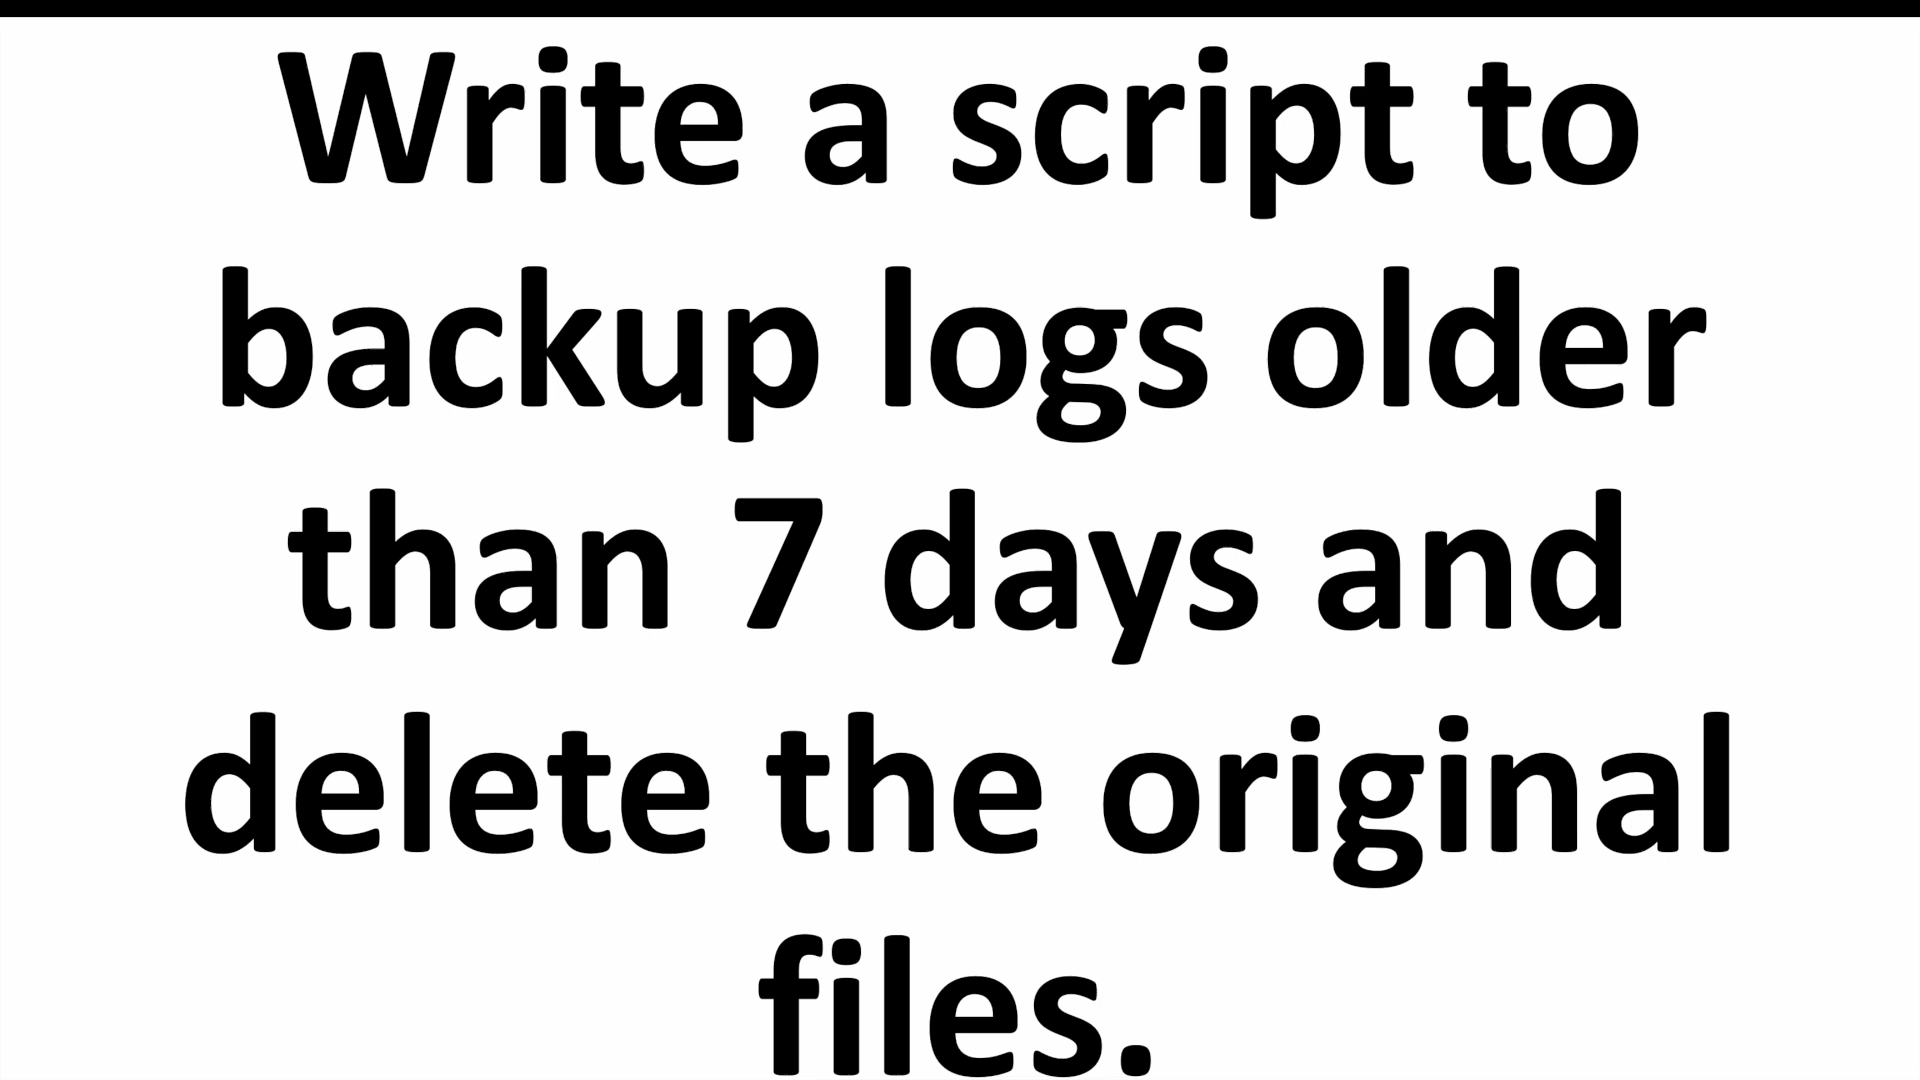 Write a script to
backup logs older
than 7 days and
delete the original
files.